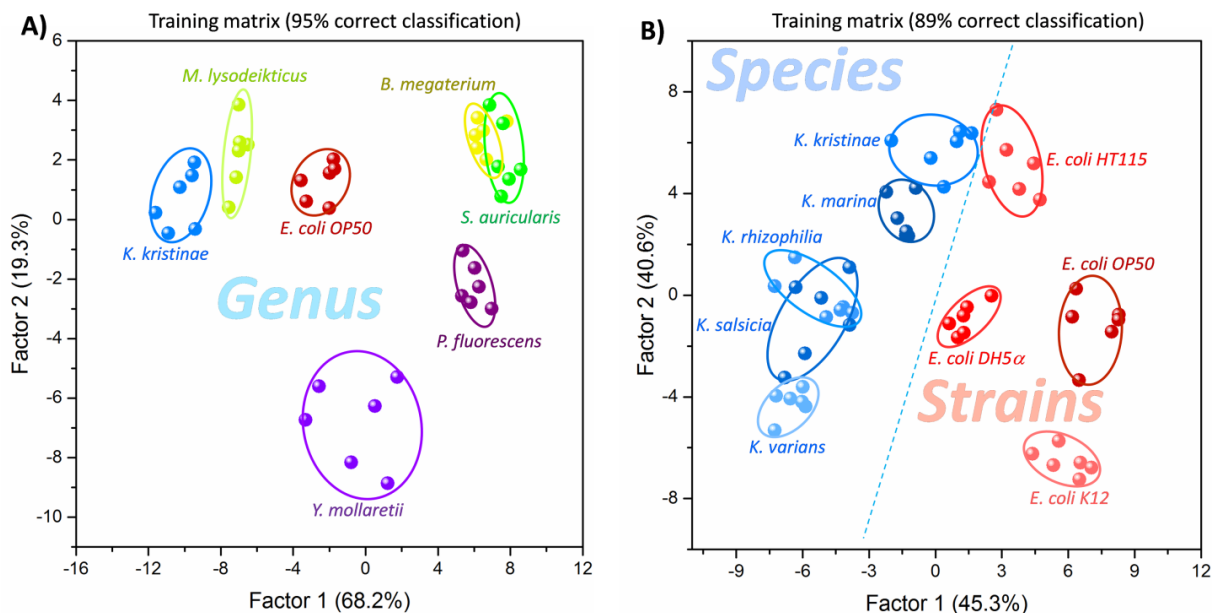 A)
Training matrix (95% correct classification)
M. lysodeikticus
B. megaterium
K. kristinae
E. coli OP50
S. auricularis
Genus
P. fluorescens
Y. mollaretii
6
4
2
0
-2
-4
-6
-8
-10
Factor 2 (19.3%)
-16
-12
-8
-4
0
4
8
12
Factor 1 (68.2%)
B)
Training matrix (89% correct classification)
Species
K. kristinae
E. coli HT115
K. marina
K. rhizophilia
E. coli OP50
K. salsicia
E. coli DH5α
Strains
K. varians
E. coli K12
8
4
0
-4
-8
Factor 2 (40.6%)
-9
-6
-3
0
3
6
9
12
Factor 1 (45.3%)